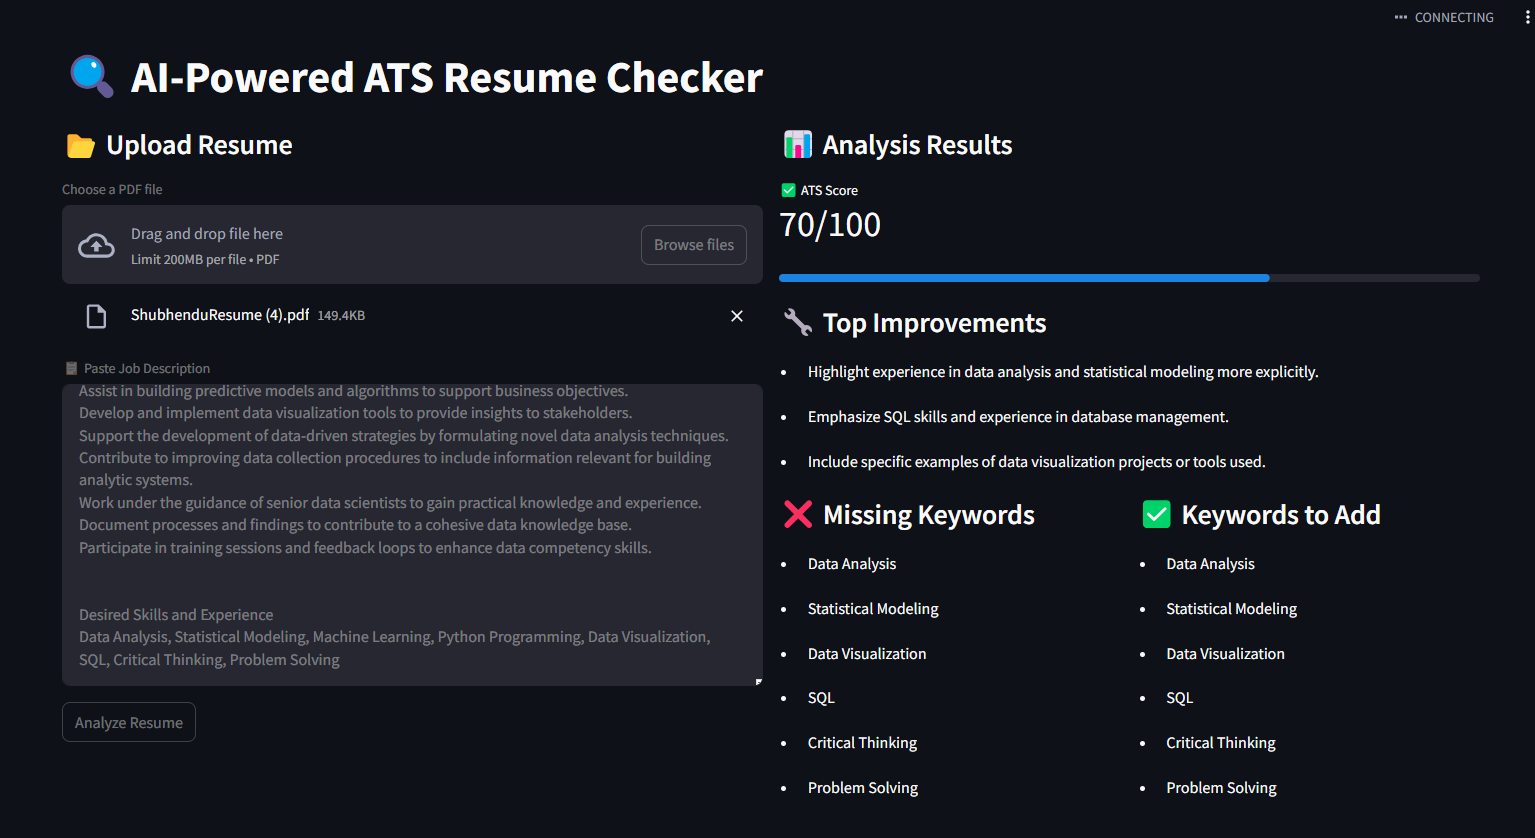 CONNECTING
AI-Powered ATS Resume Checker
Upload Resume
Choose a PDF file
Drag and drop file here
Limit 200MB per file • PDF
Browse files
ShubhenduResume (4).pdf 149.4KB
Paste Job Description
Assist in building predictive models and algorithms to support business objectives.
Develop and implement data visualization tools to provide insights to stakeholders.
Support the development of data-driven strategies by formulating novel data analysis techniques.
Contribute to improving data collection procedures to include information relevant for building
analytic systems.
Work under the guidance of senior data scientists to gain practical knowledge and experience.
Document processes and findings to contribute to a cohesive data knowledge base.
Participate in training sessions and feedback loops to enhance data competency skills.
Desired Skills and Experience
Data Analysis, Statistical Modeling, Machine Learning, Python Programming, Data Visualization,
SQL, Critical Thinking, Problem Solving
Analyze Resume
Analysis Results
ATS Score
70/100
Top Improvements
• Highlight experience in data analysis and statistical modeling more explicitly.
• Emphasize SQL skills and experience in database management.
• Include specific examples of data visualization projects or tools used.
Missing Keywords
• Data Analysis
• Statistical Modeling
• Data Visualization
• SQL
• Critical Thinking
• Problem Solving
Keywords to Add
• Data Analysis
• Statistical Modeling
• Data Visualization
• SQL
• Critical Thinking
• Problem Solving